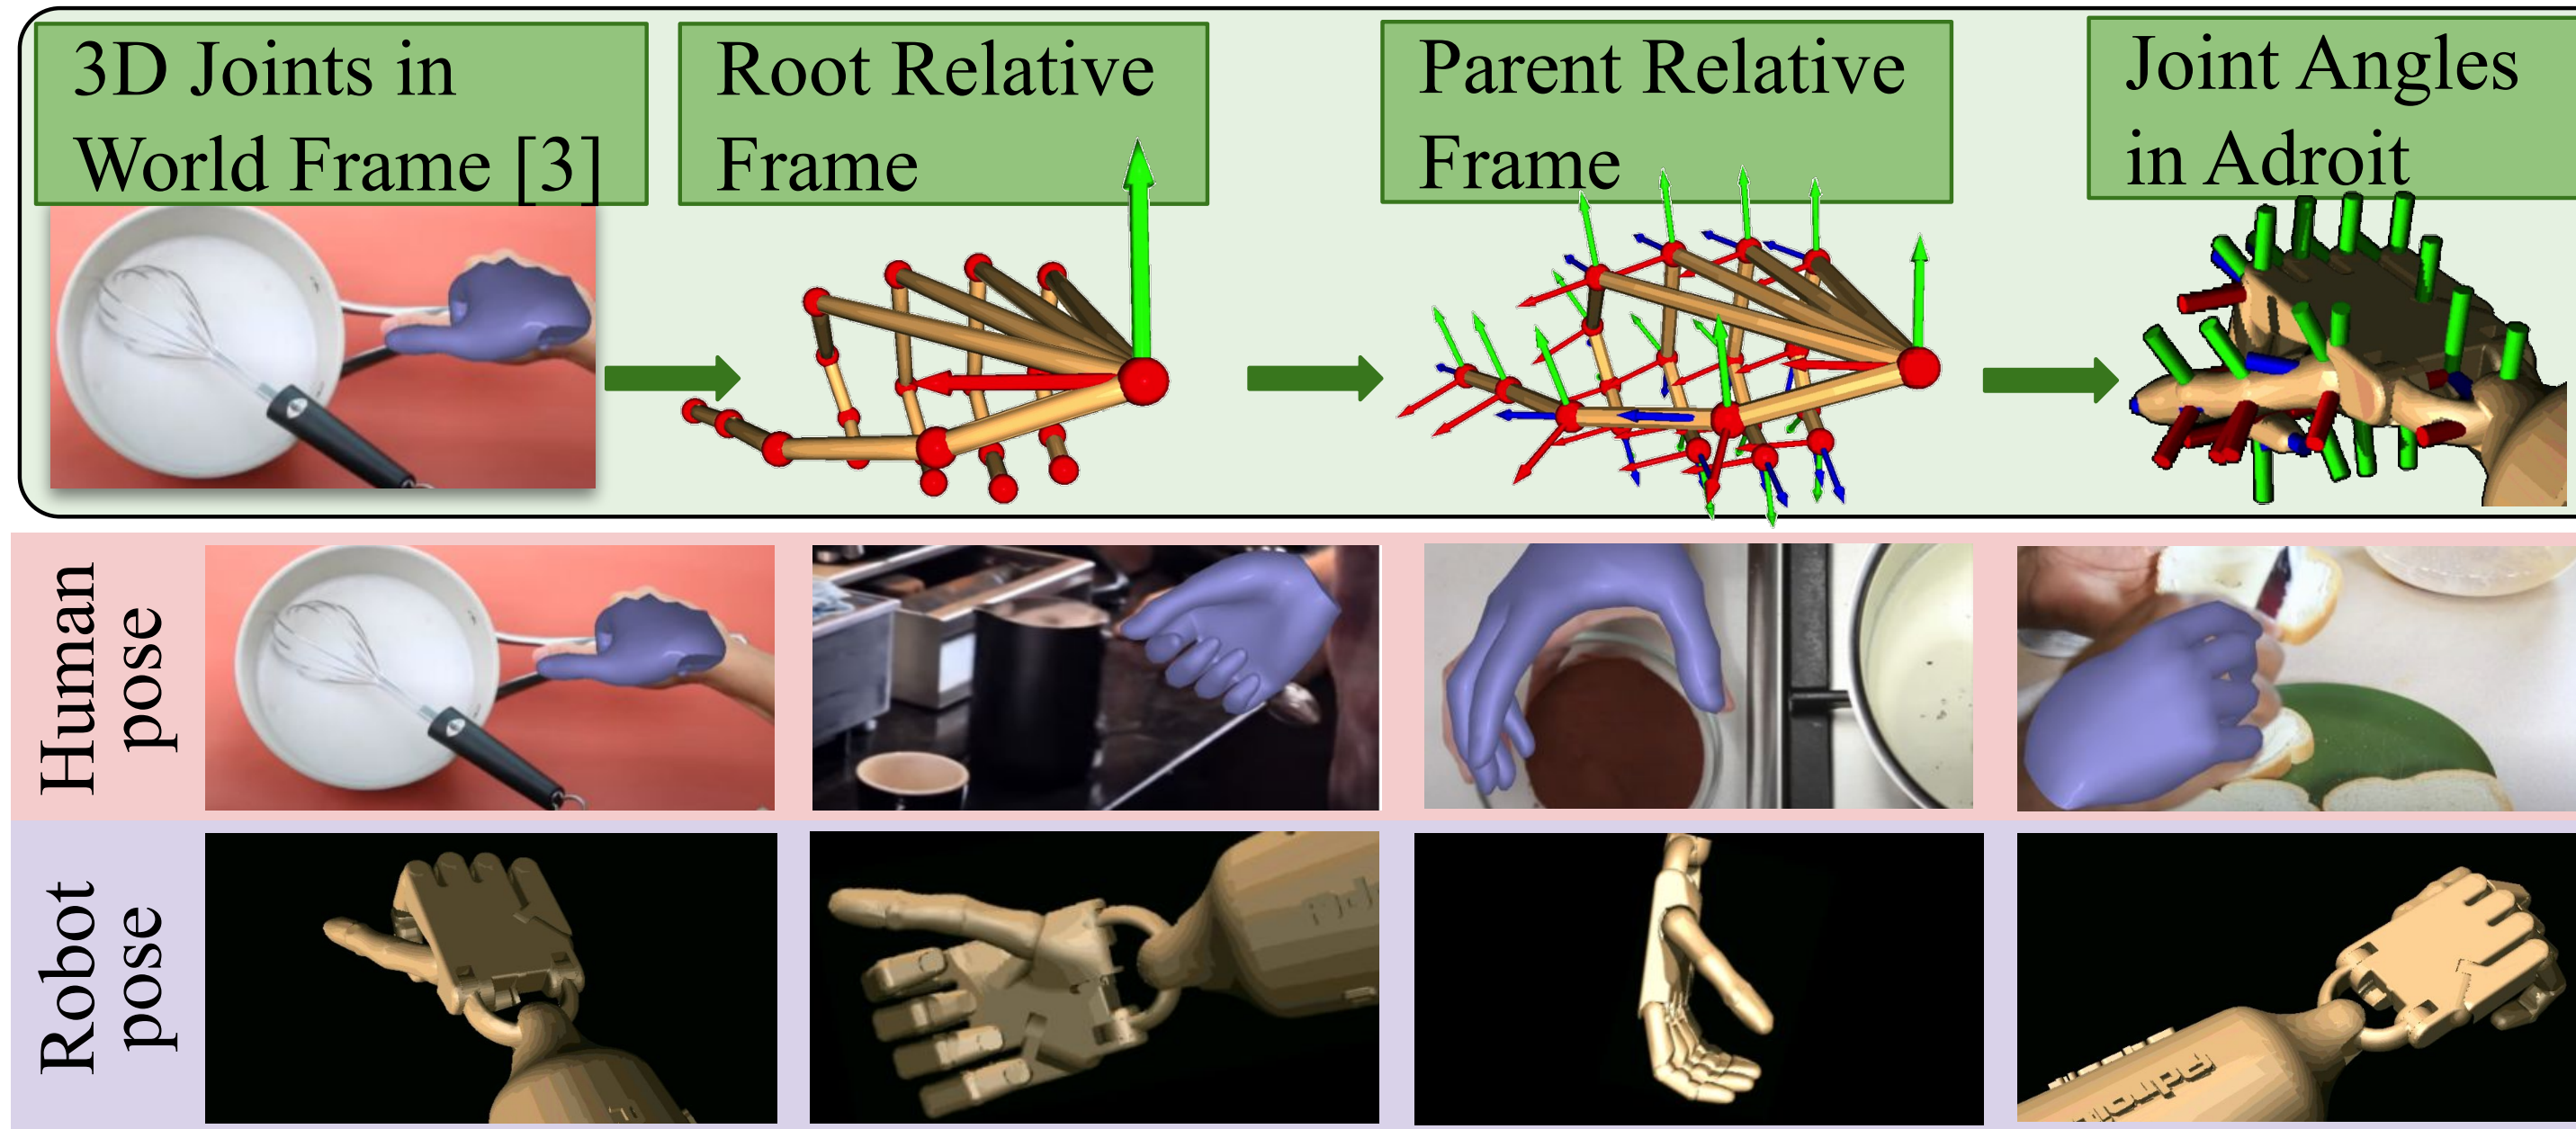 3D Joints in
World Frame [3]
Root Relative
Frame
Parent Relative
Frame
Joint Angles
in Adroit
Human
pose
Robot
pose